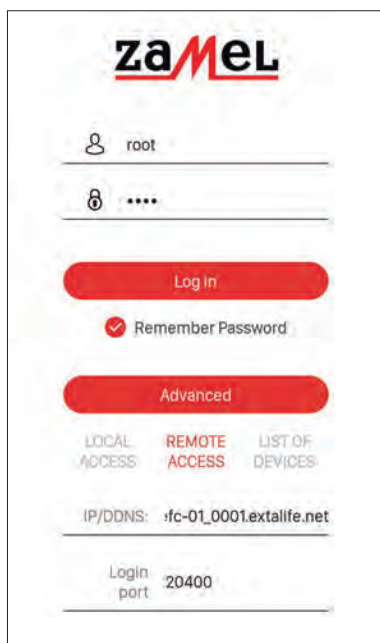 zaMeL
root
••••
Log in
Remember Password
Advanced
LOCAL ACCESS
REMOTE ACCESS
LIST OF DEVICES
IP/DDNS: fc-01_0001.extalife.net
Login port 20400